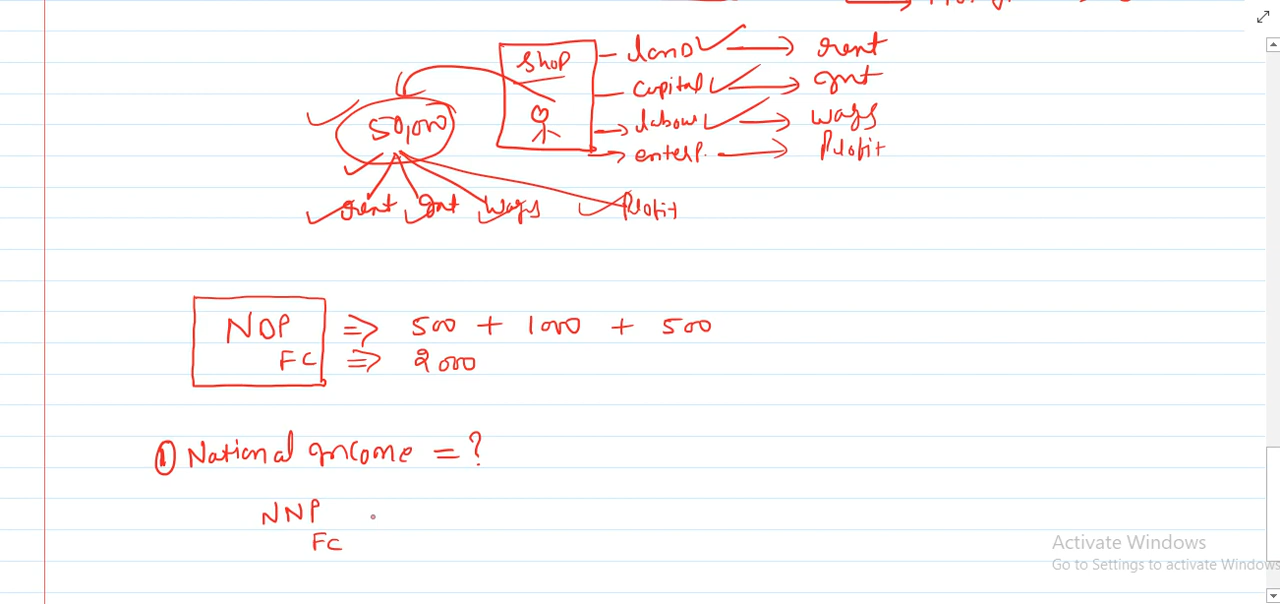 shop
land → rent
capital → Int
labour → wages
enterp. → Profit
50,000
rent Int wages Profit
NDP FC => 500 + 1000 + 500
=> 2000
① National Income = ?
NNP
FC
Activate Windows
Go to Settings to activate Windows